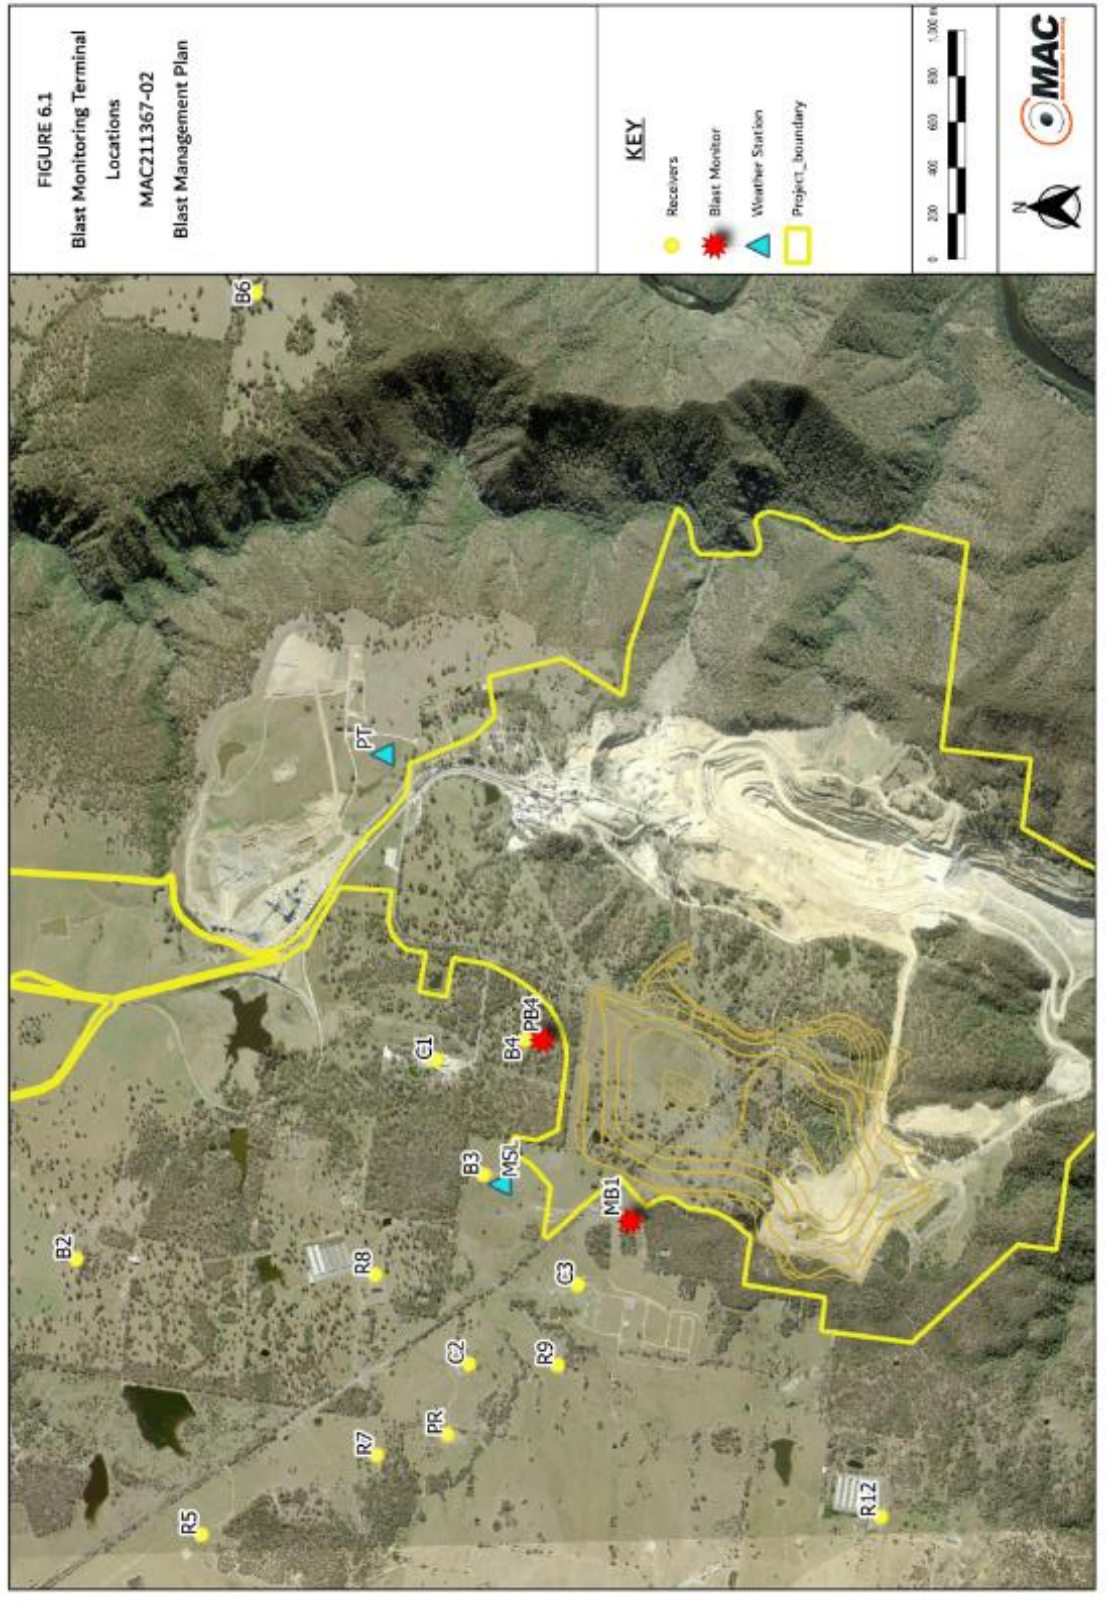 FIGURE 6.1
Blast Monitoring Terminal
Locations
MAC211367-02
Blast Management Plan
KEY
Receivers
Blast Monitor
Weather Station
Project_boundary
0 200 400 600 800 1.000 m
N
MAC
B6
PT
C1
B4
PB4
B3
MSL
MB1
B2
R8
C3
C2
R9
PR
R7
R5
R12